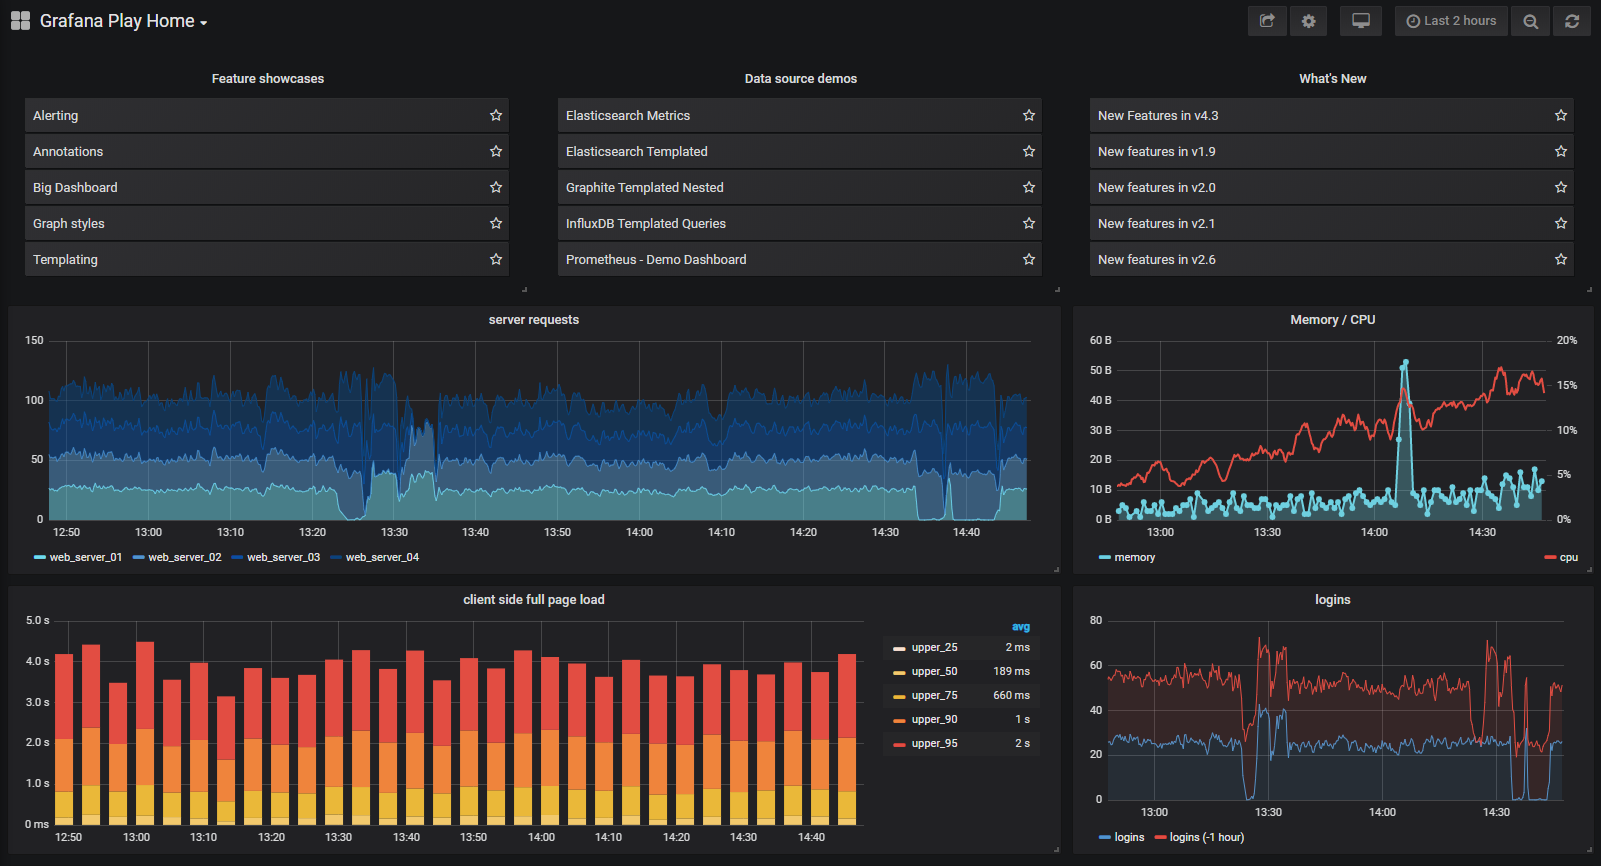 Grafana Play Home
Last 2 hours
Feature showcases
Alerting
Annotations
Big Dashboard
Graph styles
Templating
Data source demos
Elasticsearch Metrics
Elasticsearch Templated
Graphite Templated Nested
InfluxDB Templated Queries
Prometheus - Demo Dashboard
What's New
New Features in v4.3
New features in v1.9
New features in v2.0
New features in v2.1
New features in v2.6
server requests
150
100
50
0
12:50 13:00 13:10 13:20 13:30 13:40 13:50 14:00 14:10 14:20 14:30 14:40
web_server_01 web_server_02 web_server_03 web_server_04
Memory / CPU
60 B 20%
50 B
15%
40 B
30 B 10%
20 B
5%
10 B
0 B 0%
13:00 13:30 14:00 14:30
memory cpu
client side full page load
5.0 s
4.0 s
3.0 s
2.0 s
1.0 s
0 ms
12:50 13:00 13:10 13:20 13:30 13:40 13:50 14:00 14:10 14:20 14:30 14:40
avg
upper_25 2 ms
upper_50 189 ms
upper_75 660 ms
upper_90 1 s
upper_95 2 s
logins
80
60
40
20
0
13:00 13:30 14:00 14:30
logins logins (-1 hour)